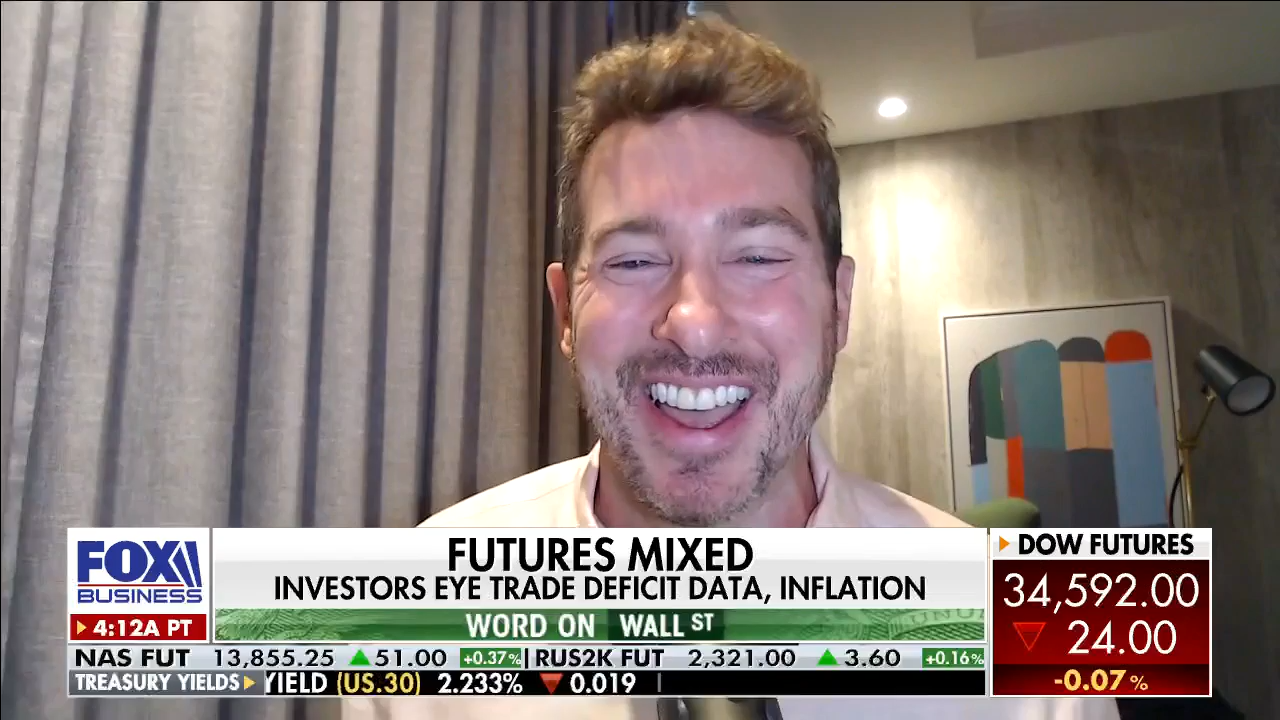 FOX
BUSINESS
4:12A PT
FUTURES MIXED
INVESTORS EYE TRADE DEFICIT DATA, INFLATION
WORD ON WALL ST
DOW FUTURES
34,592.00
24.00
-0.07 %
NAS FUT 13,855.25 51.00 +0.37% RUS2K FUT 2,321.00 3.60 +0.16%
TREASURY YIELDS YIELD (US.30) 2.233% 0.019